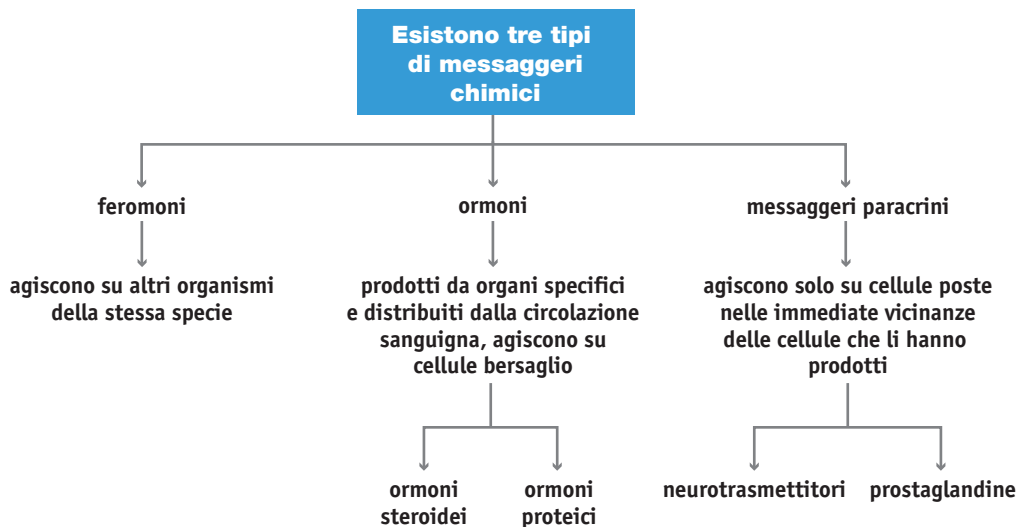 Esistono tre tipi
di messaggeri
chimici
feromoni
ormoni
messaggeri paracrini
agiscono su altri organismi
della stessa specie
prodotti da organi specifici
e distribuiti dalla circolazione
sanguigna, agiscono su
cellule bersaglio
agiscono solo su cellule poste
nelle immediate vicinanze
delle cellule che li hanno
prodotti
ormoni
steroidei
ormoni
proteici
neurotrasmettitori
prostaglandine